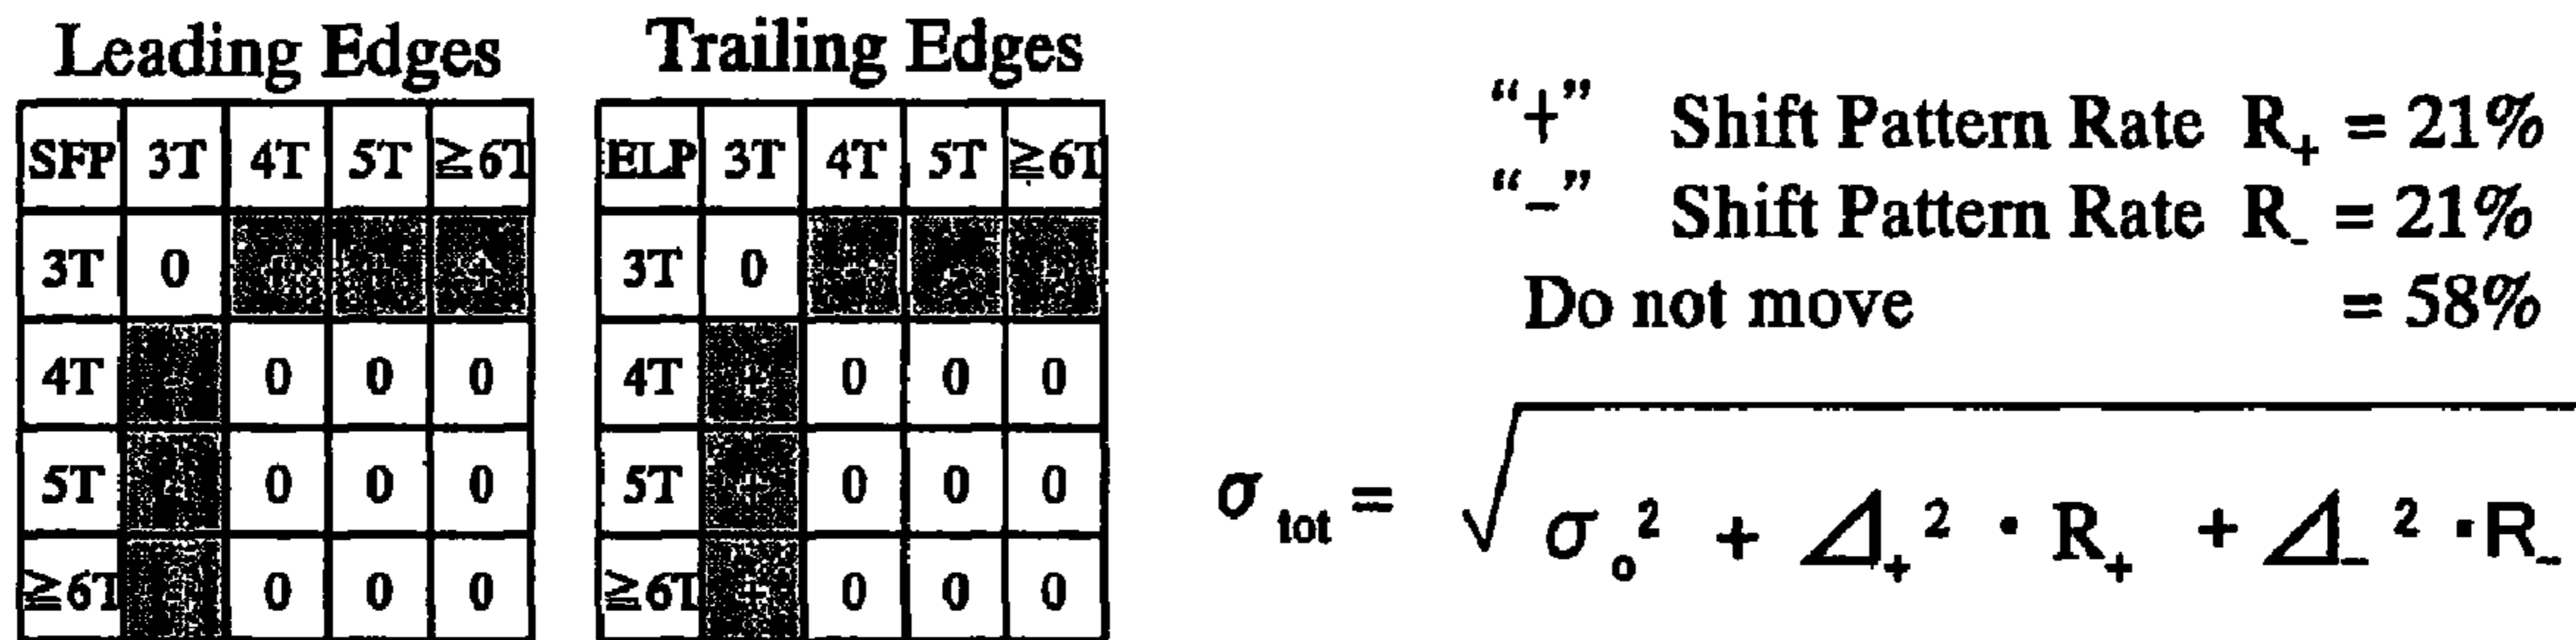 Leading Edges
SFP 3T 4T 5T ≧6T
3T 0 + + +
4T - 0 0 0
5T - 0 0 0
≧6T - 0 0 0
Trailing Edges
ELP 3T 4T 5T ≧6T
3T 0 - - -
4T + 0 0 0
5T + 0 0 0
≧6T + 0 0 0
“+” Shift Pattern Rate R₊ = 21%
“−” Shift Pattern Rate R₋ = 21%
Do not move = 58%
σ tot = √ σ₀² + Δ₊² · R₊ + Δ₋² · R₋